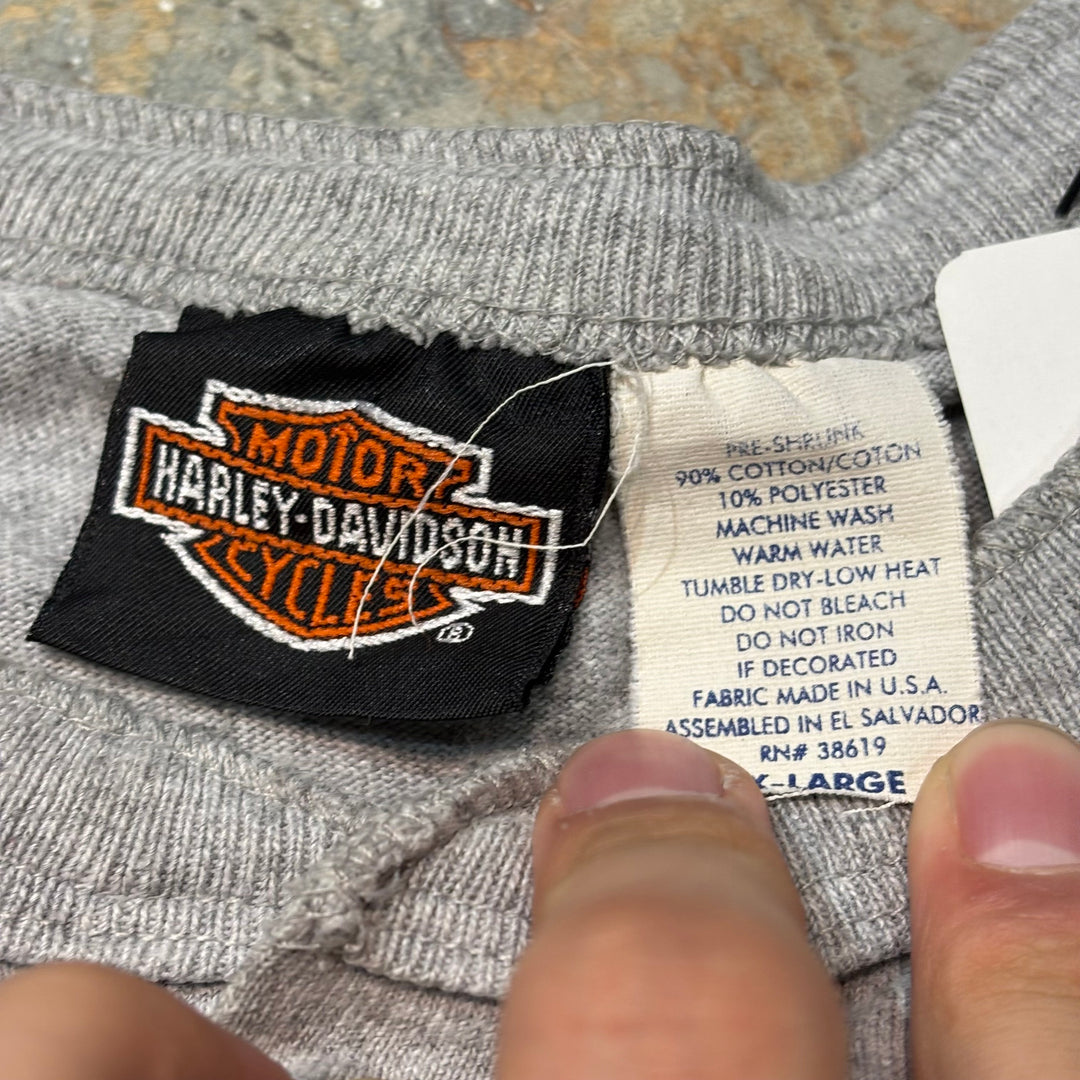 MOTOR
HARLEY-DAVIDSON
CYCLES
®
PRE-SHRUNK
90% COTTON/COTON
10% POLYESTER
MACHINE WASH
WARM WATER
TUMBLE DRY-LOW HEAT
DO NOT BLEACH
DO NOT IRON
IF DECORATED
FABRIC MADE IN U.S.A.
ASSEMBLED IN EL SALVADOR
RN# 38619
X-LARGE